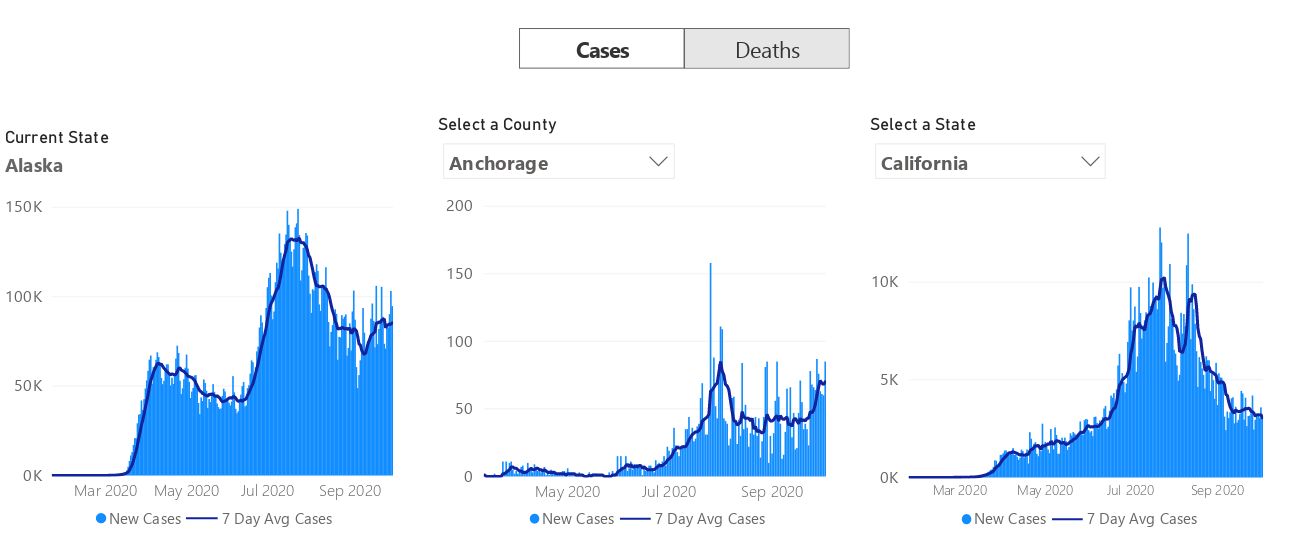 Cases
Deaths
Current State
Alaska
150K
100K
50K
0K
Mar 2020 May 2020 Jul 2020 Sep 2020
New Cases 7 Day Avg Cases
Select a County
Anchorage
200
150
100
50
0
May 2020 Jul 2020 Sep 2020
New Cases 7 Day Avg Cases
Select a State
California
10K
5K
0K
Mar 2020 May 2020 Jul 2020 Sep 2020
New Cases 7 Day Avg Cases